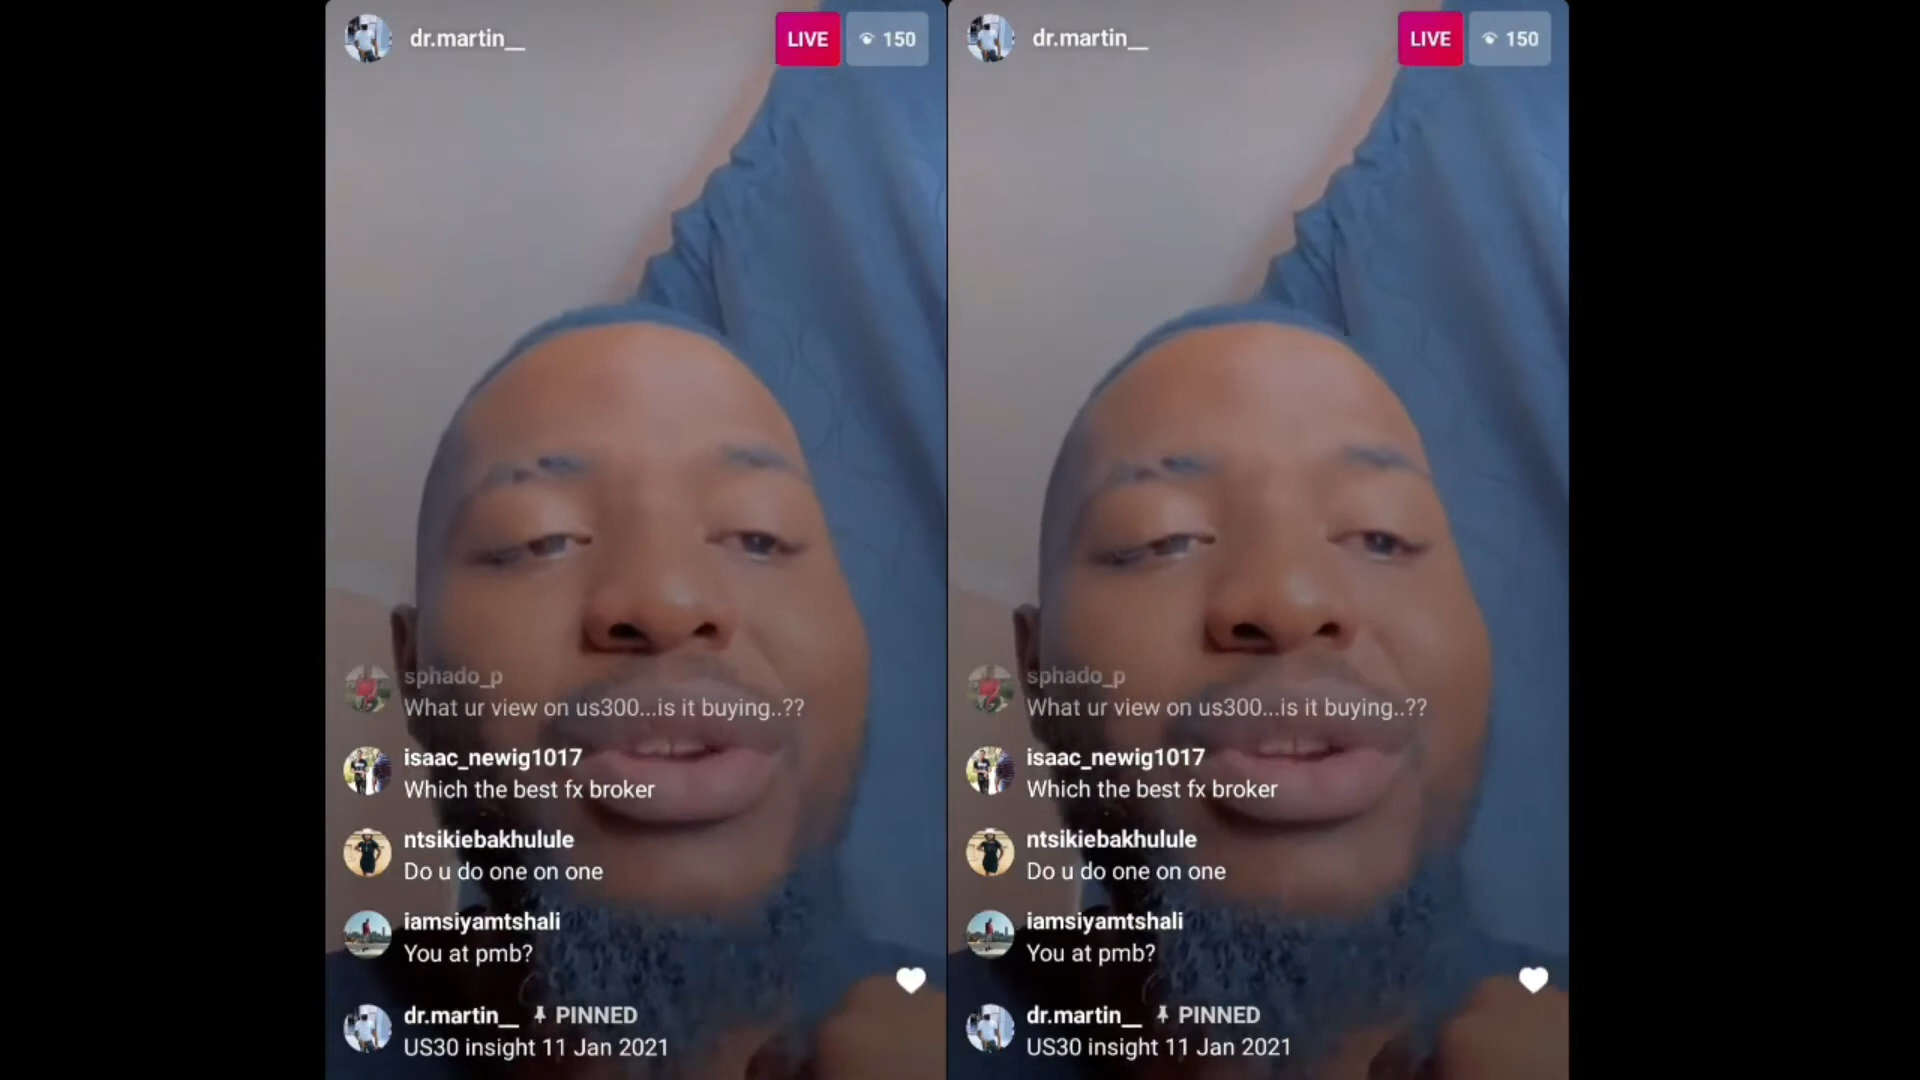 dr.martin__
LIVE
150
sphado_p
What ur view on us300...is it buying..??
isaac_newig1017
Which the best fx broker
ntsikiebakhulule
Do u do one on one
iamsiyamtshali
You at pmb?
dr.martin__ PINNED
US30 insight 11 Jan 2021
dr.martin__
LIVE
150
sphado_p
What ur view on us300...is it buying..??
isaac_newig1017
Which the best fx broker
ntsikiebakhulule
Do u do one on one
iamsiyamtshali
You at pmb?
dr.martin__ PINNED
US30 insight 11 Jan 2021